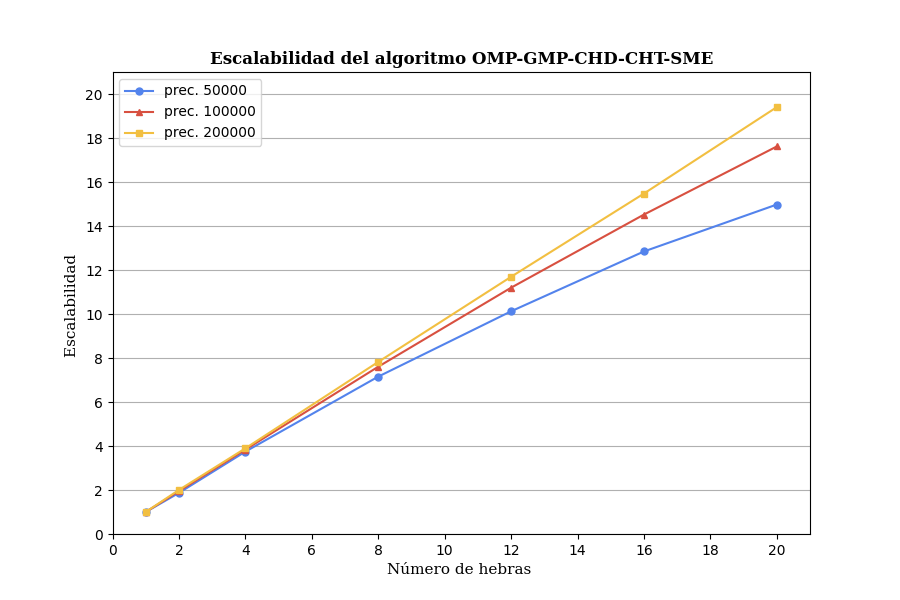 Escalabilidad del algoritmo OMP-GMP-CHD-CHT-SME
prec. 50000
prec. 100000
prec. 200000
Escalabilidad
20
18
16
14
12
10
8
6
4
2
0
0 2 4 6 8 10 12 14 16 18 20
Número de hebras